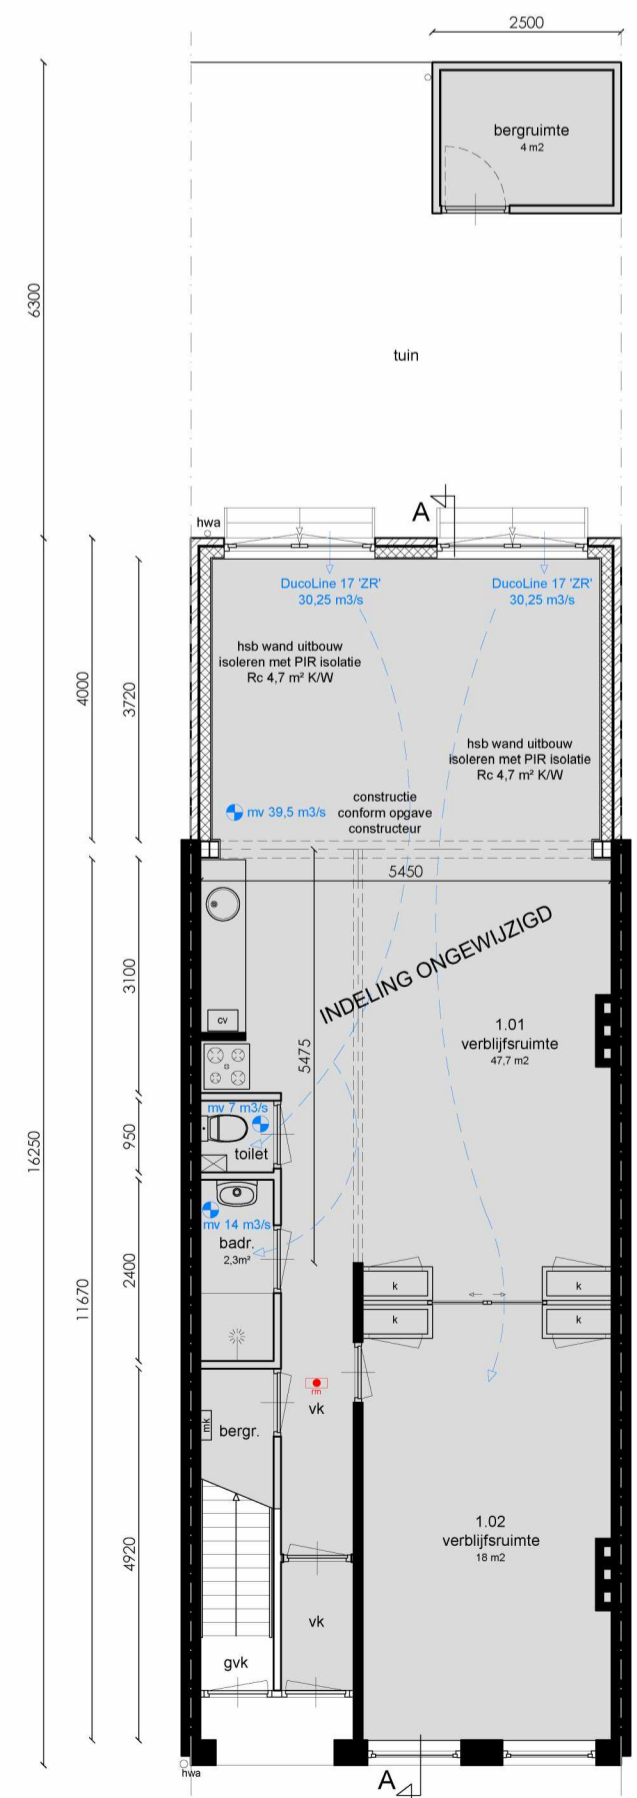 2500
bergruimte
4 m2
6300
tuin
A
hwa
DucoLine 17 'ZR'
30,25 m3/s
DucoLine 17 'ZR'
30,25 m3/s
hsb wand uitbouw
isoleren met PIR isolatie
Rc 4,7 m² K/W
4000
3720
hsb wand uitbouw
isoleren met PIR isolatie
Rc 4,7 m² K/W
mv 39,5 m3/s
constructie
conform opgave
constructeur
5450
INDELING ONGEWIJZIGD
3100
cv
1.01
verblijfsruimte
47,7 m2
5475
mv 7 m3/s
toilet
950
16250
mv 14 m3/s
badr.
2,3m²
2400
11670
k
k
k
k
rm
vk
mk
bergr.
4920
1.02
verblijfsruimte
18 m2
vk
gvk
hwa
A